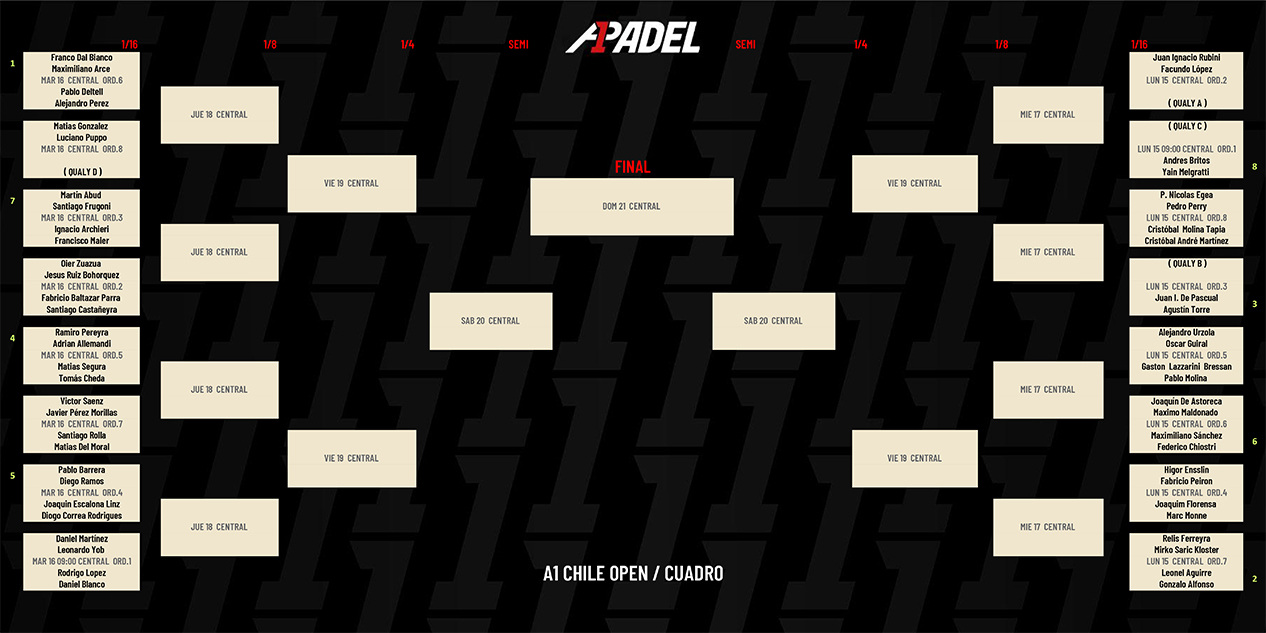 1/16
1/8
1/4
SEMI
A1PADEL
SEMI
1/4
1/8
1/16
1
Franco Dal Bianco
Maximiliano Arce
MAR 16 CENTRAL ORD.6
Pablo Deltell
Alejandro Perez
Matias Gonzalez
Luciano Puppo
MAR 16 CENTRAL ORD.8
( QUALY D )
7
Martín Abud
Santiago Frugoni
MAR 16 CENTRAL ORD.3
Ignacio Archieri
Francisco Maier
Oier Zuazua
Jesus Ruiz Bohorquez
MAR 16 CENTRAL ORD.2
Fabricio Baltazar Parra
Santiago Castañeyra
4
Ramiro Pereyra
Adrian Allemandi
MAR 16 CENTRAL ORD.5
Matias Segura
Tomás Cheda
Victor Saenz
Javier Pérez Morillas
MAR 16 CENTRAL ORD.7
Santiago Rolla
Matias Del Moral
5
Pablo Barrera
Diego Ramos
MAR 16 CENTRAL ORD.4
Joaquin Escalona Linz
Diogo Correa Rodrigues
Daniel Martínez
Leonardo Yob
MAR 16 09:00 CENTRAL ORD.1
Rodrigo Lopez
Daniel Blanco
JUE 18 CENTRAL
JUE 18 CENTRAL
JUE 18 CENTRAL
JUE 18 CENTRAL
VIE 19 CENTRAL
VIE 19 CENTRAL
SAB 20 CENTRAL
FINAL
DOM 21 CENTRAL
SAB 20 CENTRAL
VIE 19 CENTRAL
VIE 19 CENTRAL
MIE 17 CENTRAL
MIE 17 CENTRAL
MIE 17 CENTRAL
MIE 17 CENTRAL
Juan Ignacio Rubini
Facundo López
LUN 15 CENTRAL ORD.2
( QUALY A )
( QUALY C )
LUN 15 09:00 CENTRAL ORD.1
Andres Britos
Yain Melgratti
8
P. Nicolas Egea
Pedro Perry
LUN 15 CENTRAL ORD.8
Cristóbal Molina Tapia
Cristóbal André Martínez
( QUALY B )
LUN 15 CENTRAL ORD.3
Juan I. De Pascual
Agustín Torre
3
Alejandro Urzola
Oscar Guiral
LUN 15 CENTRAL ORD.5
Gaston Lazzarini Bressan
Pablo Molina
Joaquín De Astoreca
Maximo Maldonado
LUN 15 CENTRAL ORD.6
Maximiliano Sánchez
Federico Chiostri
6
Higor Ensslin
Fabricio Peiron
LUN 15 CENTRAL ORD.4
Joaquim Florensa
Marc Monne
Relis Ferreyra
Mirko Saric Kloster
LUN 15 CENTRAL ORD.7
Leonel Aguirre
Gonzalo Alfonso
2
A1 CHILE OPEN / CUADRO